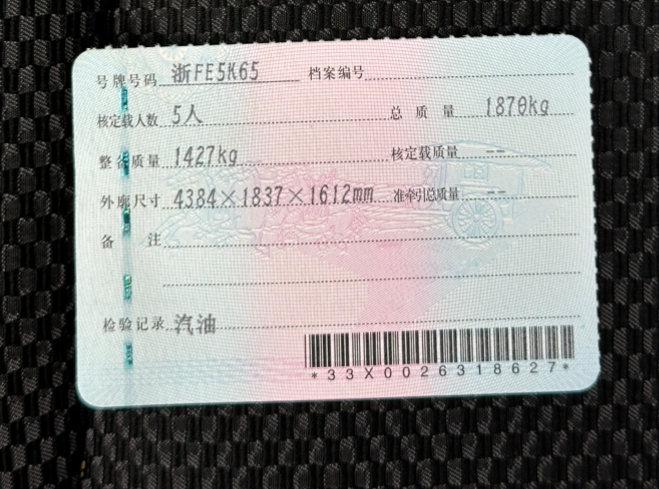 号牌号码 浙FE5K65 档案编号
核定载人数 5人 总质量 1870kg
整备质量 1427kg 核定载质量 --
外廓尺寸 4384×1837×1612mm 准牵引总质量 --
备注
检验记录 汽油
*33X0026318627*